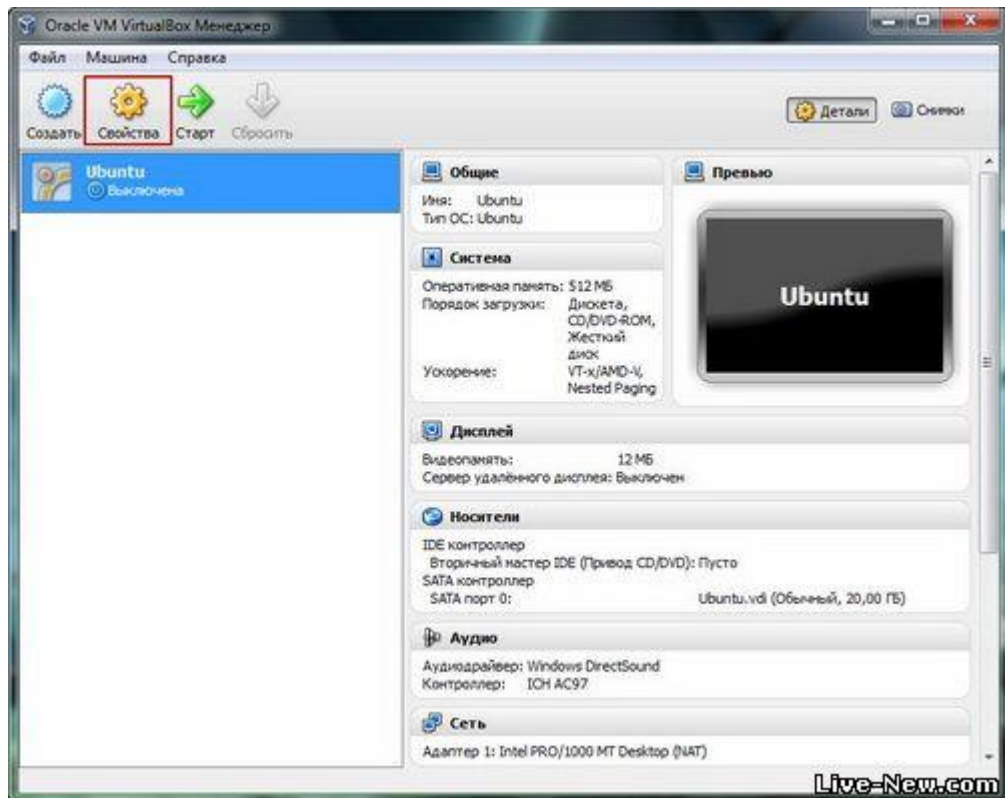 Oracle VM VirtualBox Менеджер
Файл Машина Справка
Создать Свойства Старт Сбросить
Детали Снимки
Ubuntu
Выключена
Общие
Имя: Ubuntu
Тип ОС: Ubuntu
Превью
Ubuntu
Система
Оперативная память: 512 МБ
Порядок загрузки: Дискета,
CD/DVD-ROM,
Жесткий
диск
Ускорение: VT-x/AMD-V,
Nested Paging
Дисплей
Видеопамять: 12 МБ
Сервер удалённого дисплея: Выключен
Носители
IDE контроллер
Вторичный мастер IDE (Привод CD/DVD): Пусто
SATA контроллер
SATA порт 0: Ubuntu.vdi (Обычный, 20,00 ГБ)
Аудио
Аудиодрайвер: Windows DirectSound
Контроллер: ICH AC97
Сеть
Адаптер 1: Intel PRO/1000 MT Desktop (NAT)
Live-New.com